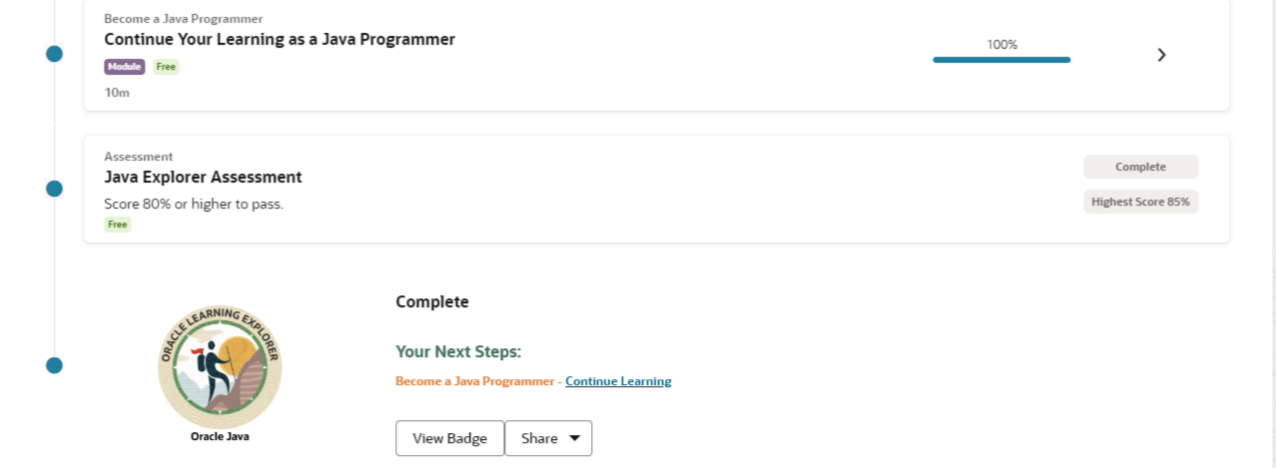 Become a Java Programmer
Continue Your Learning as a Java Programmer
Module Free
10m
100%
Assessment
Java Explorer Assessment
Score 80% or higher to pass.
Free
Complete
Highest Score 85%
ORACLE LEARNING EXPLORER
Oracle Java
Complete
Your Next Steps:
Become a Java Programmer - Continue Learning
View Badge
Share